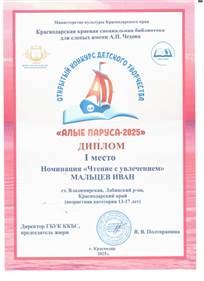 Министерство культуры Краснодарского края
Краснодарская краевая специальная библиотека
для слепых имени А.П. Чехова
ОТКРЫТЫЙ КОНКУРС ДЕТСКОГО ТВОРЧЕСТВА
«АЛЫЕ ПАРУСА-2025»
ДИПЛОМ
I место
Номинация «Чтение с увлечением»
МАЛЬЦЕВ ИВАН
ст. Владимирская, Лабинский р-он,
Краснодарский край
(возрастная категория 13-17 лет)
Директор ГБУК ККБС,
председатель жюри
В. В. Полторанина
г. Краснодар
2025 г.